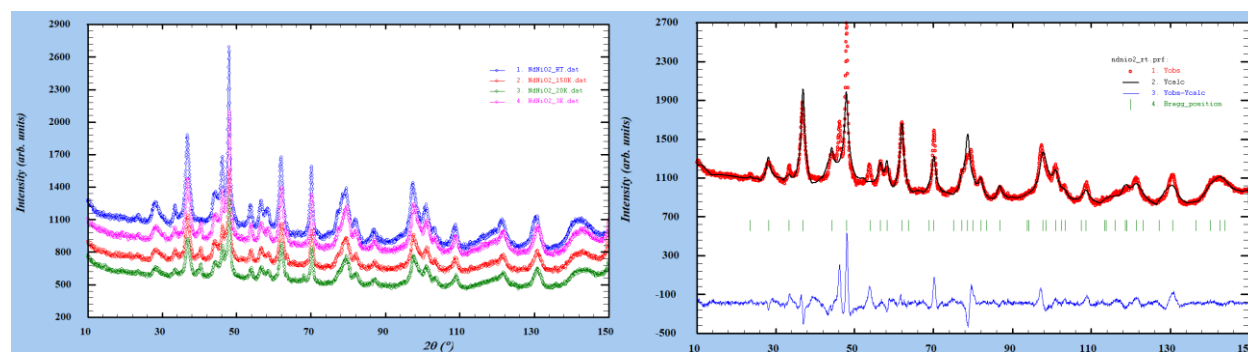 2900
2600
2300
2000
1700
1400
1100
800
500
200
Intensity (arb. units)
1. NdNiO2_RT.dat
2. NdNiO2_150K.dat
3. NdNiO2_20K.dat
4. NdNiO2_3K.dat
10 30 50 70 90 110 130 150
2θ (°)
2700
2300
1900
1500
1100
700
-100
-500
Intensity (arb. units)
ndnio2_rt.prf:
1. Yobs
2. Ycalc
3. Yobs-Ycalc
4. Bragg_position
10 30 50 70 90 110 130 150
2θ (°)